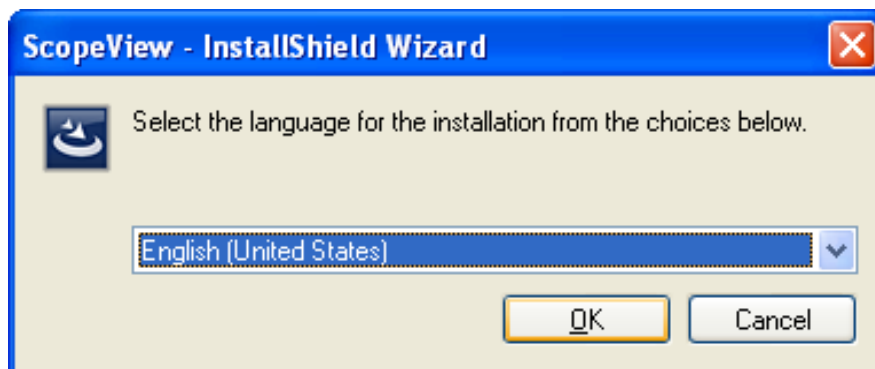 ScopeView - InstallShield Wizard
Select the language for the installation from the choices below.
English (United States)
OK Cancel